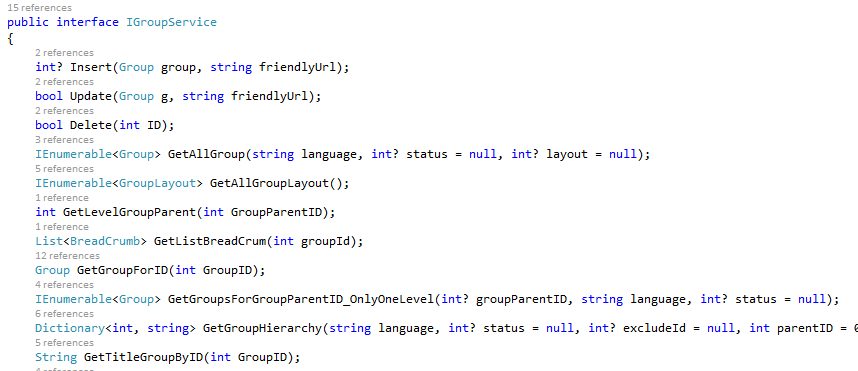 15 references
public interface IGroupService
{
2 references
int? Insert(Group group, string friendlyUrl);
2 references
bool Update(Group g, string friendlyUrl);
2 references
bool Delete(int ID);
3 references
IEnumerable<Group> GetAllGroup(string language, int? status = null, int? layout = null);
5 references
IEnumerable<GroupLayout> GetAllGroupLayout();
1 reference
int GetLevelGroupParent(int GroupParentID);
1 reference
List<BreadCrumb> GetListBreadCrum(int groupId);
12 references
Group GetGroupForID(int GroupID);
4 references
IEnumerable<Group> GetGroupsForGroupParentID_OnlyOneLevel(int? groupParentID, string language, int? status = null);
6 references
Dictionary<int, string> GetGroupHierarchy(string language, int? status = null, int? excludeId = null, int parentID = 0
5 references
String GetTitleGroupByID(int GroupID);